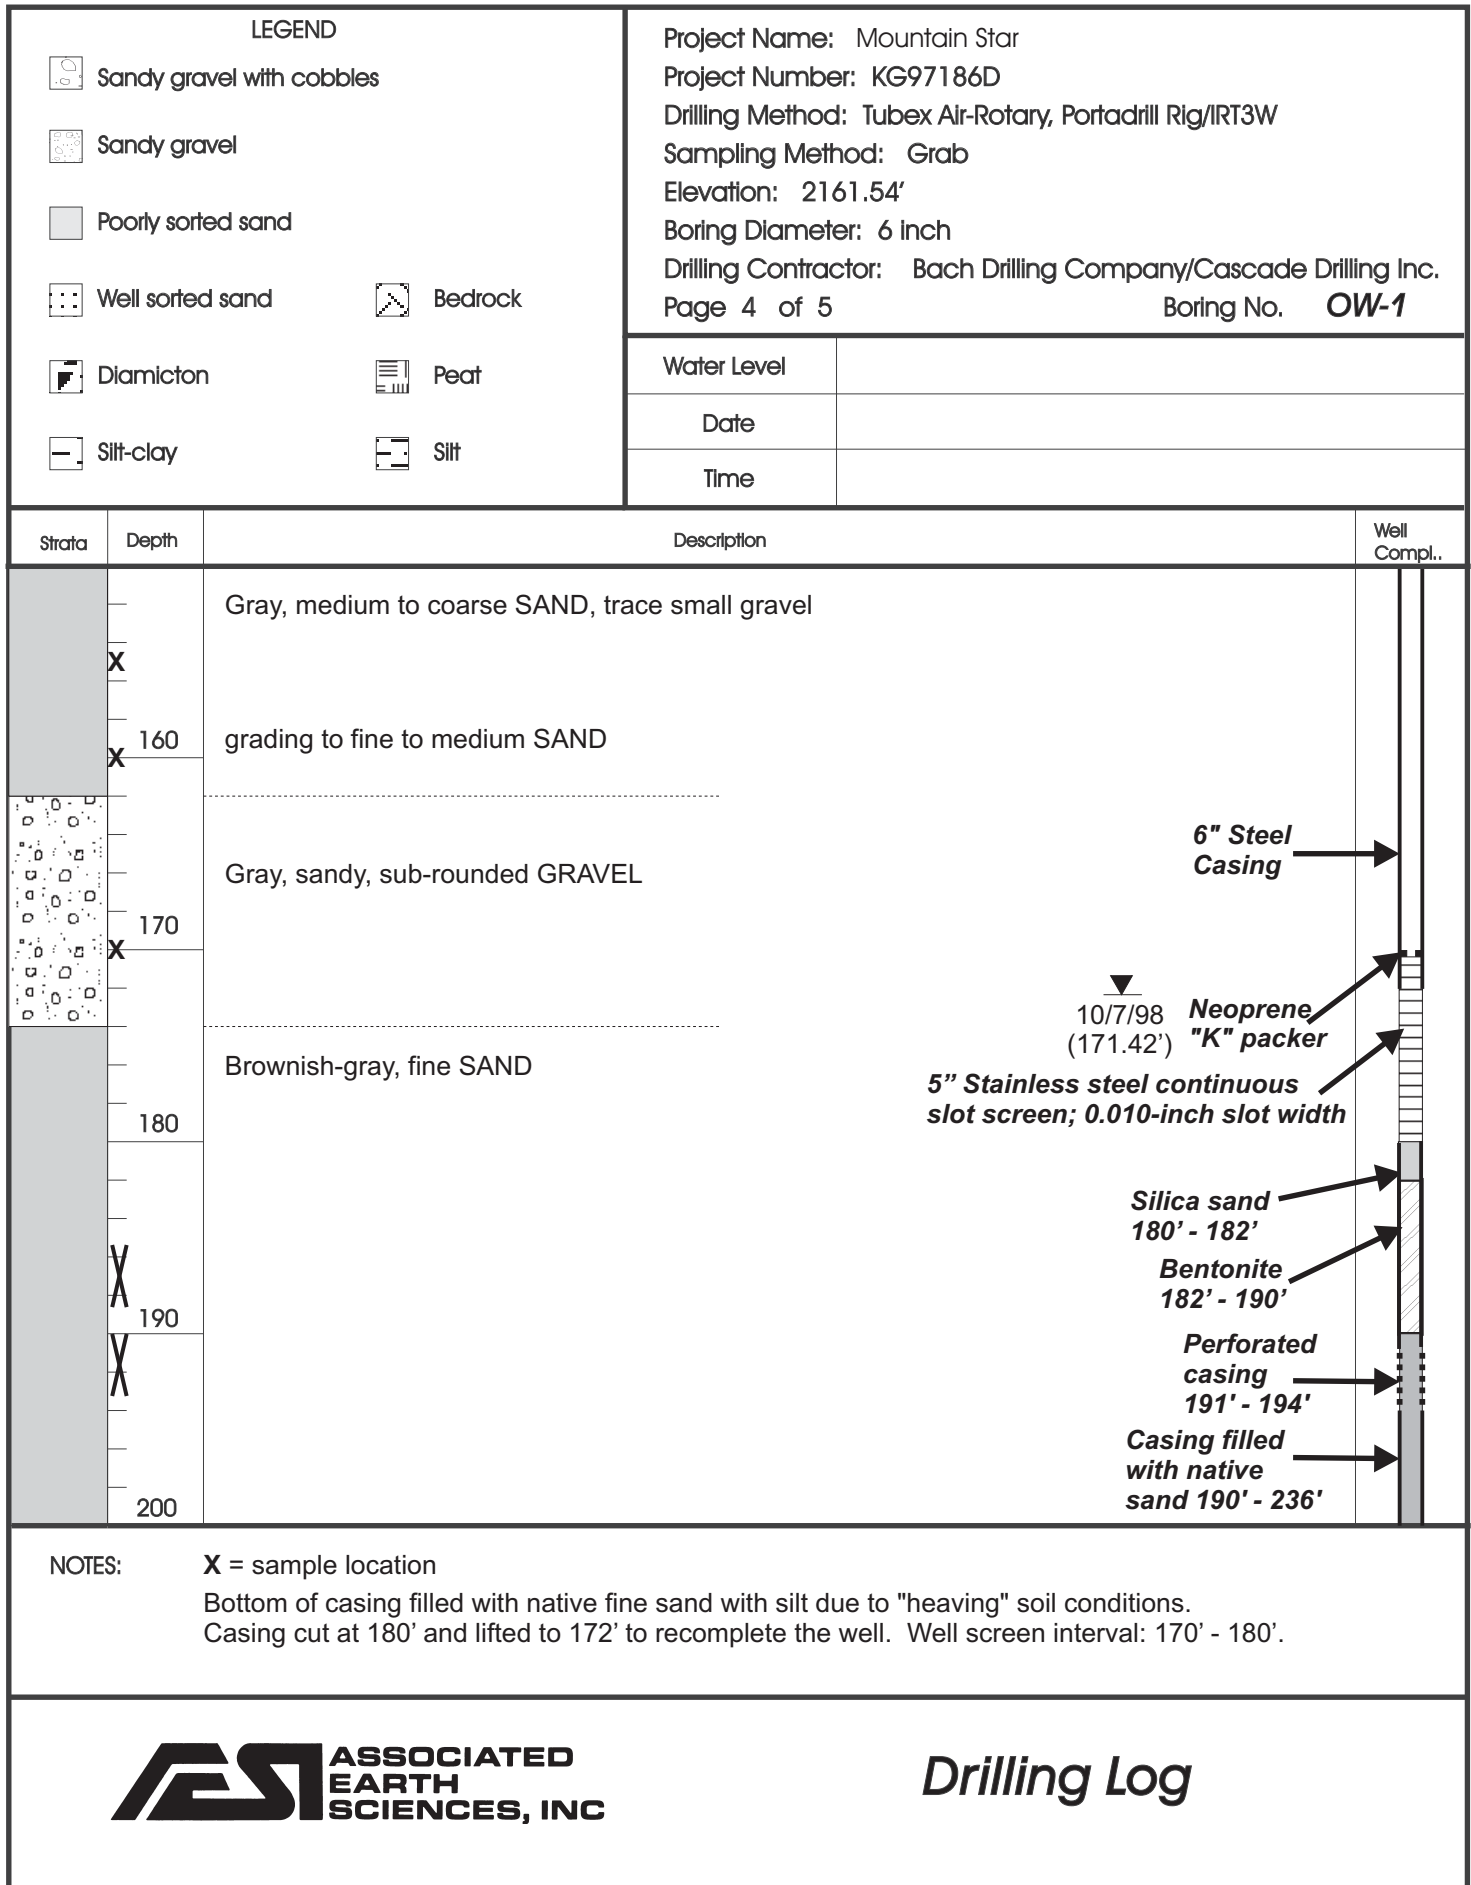 LEGEND
Sandy gravel with cobbles
Sandy gravel
Poorly sorted sand
Well sorted sand
Bedrock
Diamicton
Peat
Silt-clay
Silt
Project Name: Mountain Star
Project Number: KG97186D
Drilling Method: Tubex Air-Rotary, Portadrill Rig/IRT3W
Sampling Method: Grab
Elevation: 2161.54’
Boring Diameter: 6 inch
Drilling Contractor: Bach Drilling Company/Cascade Drilling Inc.
Page 4 of 5 Boring No. OW-1
Water Level
Date
Time
Strata
Depth
Description
Well
Compl..
Gray, medium to coarse SAND, trace small gravel
X
160 grading to fine to medium SAND
X
6" Steel
Casing
Gray, sandy, sub-rounded GRAVEL
170
X
10/7/98
(171.42’)
Neoprene
"K" packer
Brownish-gray, fine SAND
5” Stainless steel continuous
slot screen; 0.010-inch slot width
180
Silica sand
180’ - 182’
X
Bentonite
182’ - 190’
190
X
Perforated
casing
191' - 194'
Casing filled
with native
sand 190' - 236'
200
NOTES: X = sample location
Bottom of casing filled with native fine sand with silt due to "heaving" soil conditions.
Casing cut at 180’ and lifted to 172’ to recomplete the well. Well screen interval: 170’ - 180’.
AESI
ASSOCIATED
EARTH
SCIENCES, INC
Drilling Log